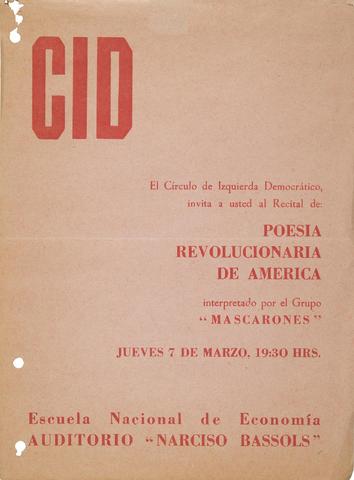 CID
El Círculo de Izquierda Democrático,
invita a usted al Recital de:
POESIA
REVOLUCIONARIA
DE AMERICA
interpretado por el Grupo
“ MASCARONES ”
JUEVES 7 DE MARZO, 19:30 HRS.
Escuela Nacional de Economía
AUDITORIO “NARCISO BASSOLS”